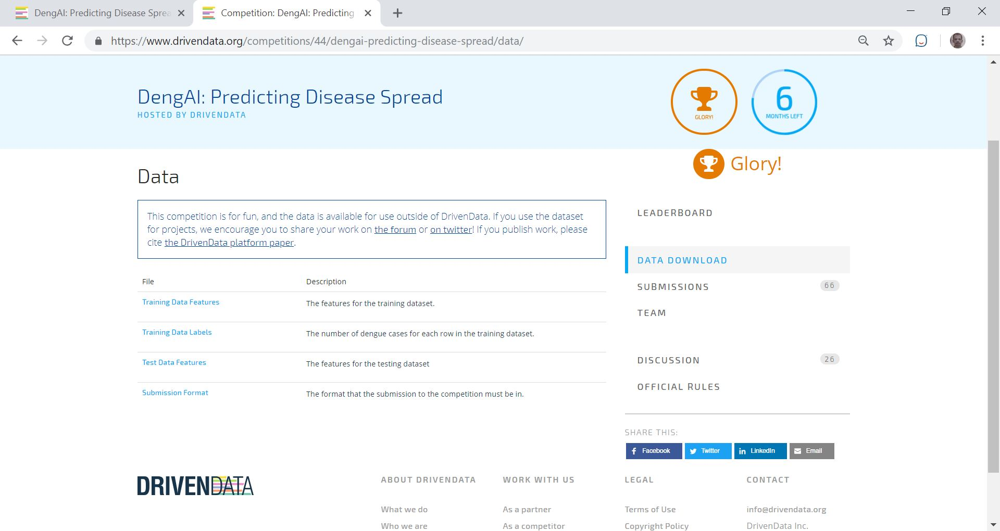 DengAI: Predicting Disease Sprea
Competition: DengAI: Predicting
https://www.drivendata.org/competitions/44/dengai-predicting-disease-spread/data/
DengAI: Predicting Disease Spread
HOSTED BY DRIVENDATA
GLORY!
6
MONTHS LEFT
Glory!
Data
This competition is for fun, and the data is available for use outside of DrivenData. If you use the dataset
for projects, we encourage you to share your work on the forum or on twitter! If you publish work, please
cite the DrivenData platform paper.
File Description
Training Data Features The features for the training dataset.
Training Data Labels The number of dengue cases for each row in the training dataset.
Test Data Features The features for the testing dataset
Submission Format The format that the submission to the competition must be in.
LEADERBOARD
DATA DOWNLOAD
SUBMISSIONS 66
TEAM
DISCUSSION 26
OFFICIAL RULES
SHARE THIS:
Facebook Twitter LinkedIn Email
DRIVENDATA
ABOUT DRIVENDATA WORK WITH US LEGAL CONTACT
What we do As a partner Terms of Use info@drivendata.org
Who we are As a competitor Copyright Policy DrivenData Inc.